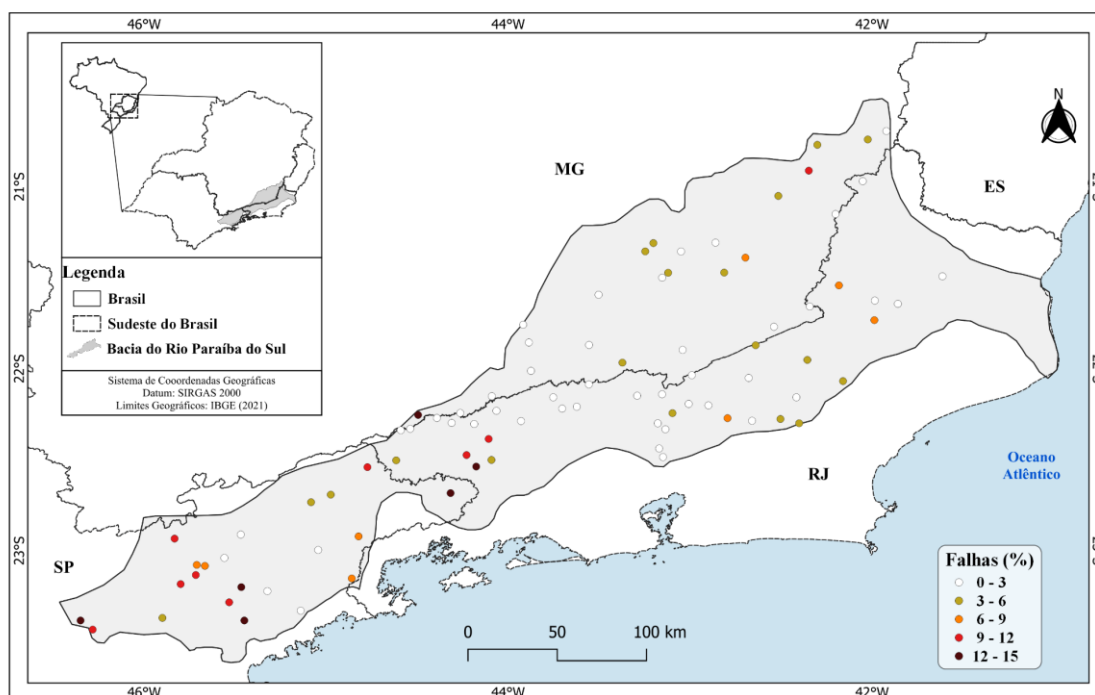 46°W
44°W
42°W
N
Legenda
Brasil
Sudeste do Brasil
Bacia do Rio Paraíba do Sul
Sistema de Cooordenadas Geográficas
Datum: SIRGAS 2000
Limites Geográficos: IBGE (2021)
MG
ES
21°S
22°S
23°S
SP
RJ
Oceano
Atlêntico
Falhas (%)
0 - 3
3 - 6
6 - 9
9 - 12
12 - 15
0
50
100 km
46°W
44°W
42°W